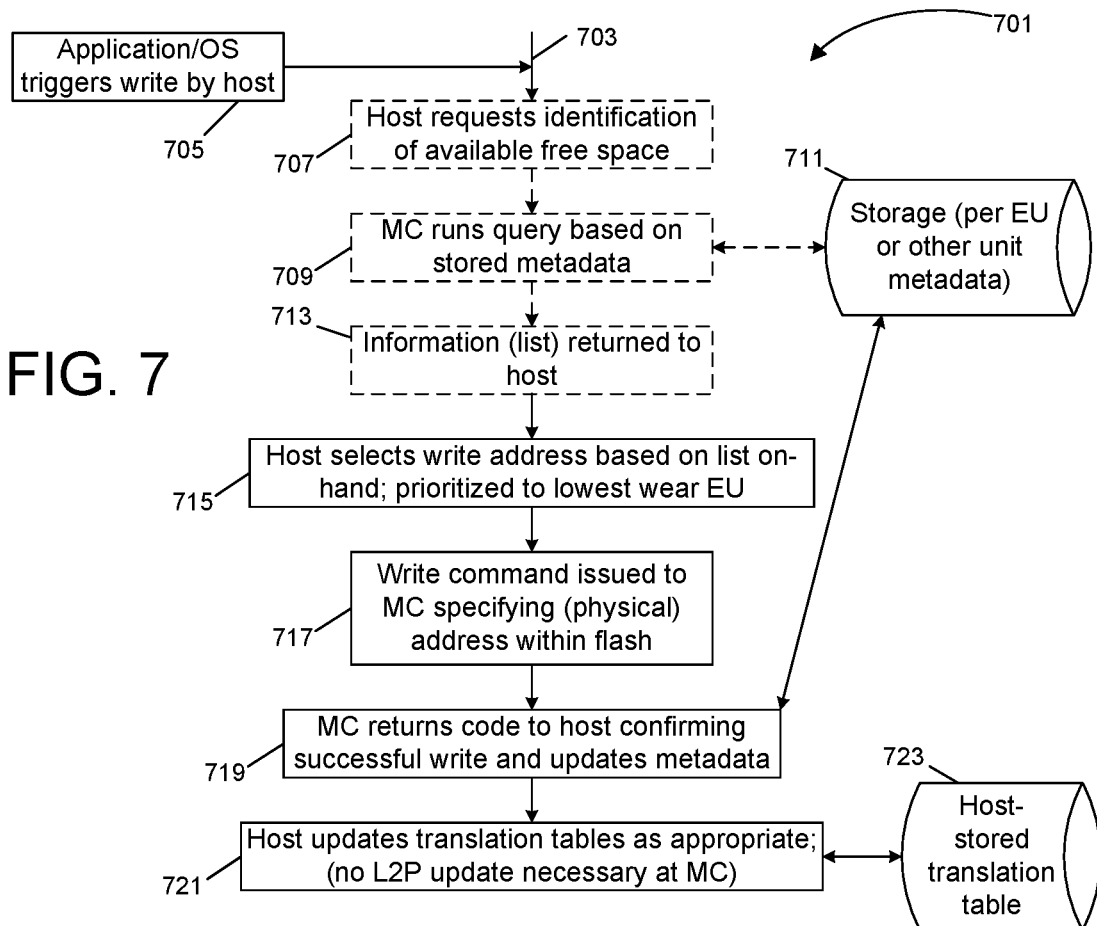 701
703
Application/OS
triggers write by host
705
Host requests identification
of available free space
707
711
Storage (per EU
or other unit
metadata)
MC runs query based on
stored metadata
709
713
Information (list) returned to
host
FIG. 7
Host selects write address based on list on-
hand; prioritized to lowest wear EU
715
Write command issued to
MC specifying (physical)
address within flash
717
MC returns code to host confirming
successful write and updates metadata
719
723
Host-
stored
translation
table
Host updates translation tables as appropriate;
(no L2P update necessary at MC)
721